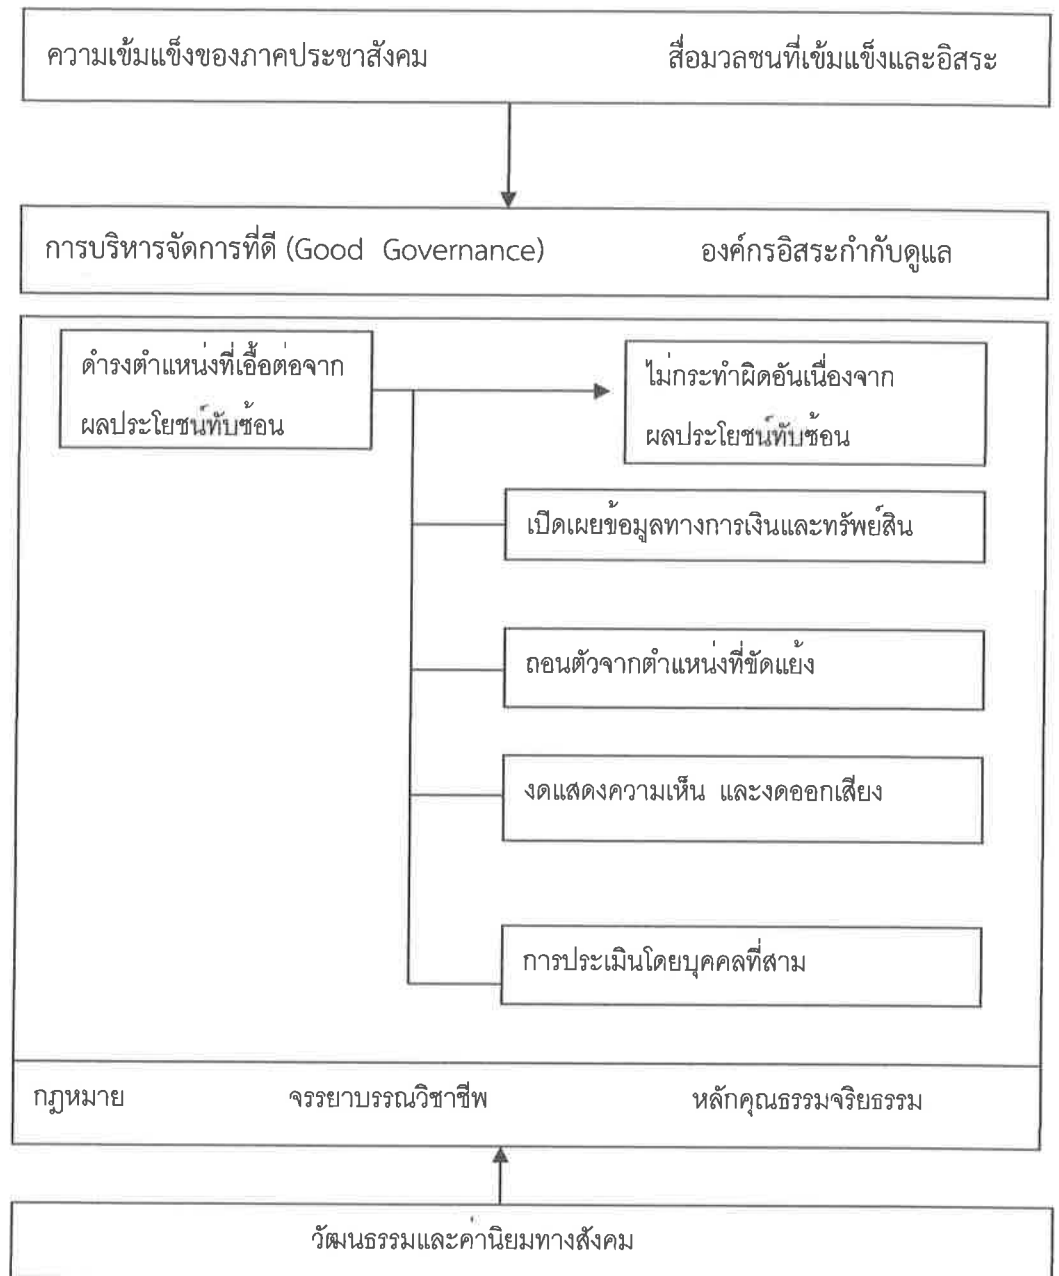 ความเข้มแข็งของภาคประชาสังคม สื่อมวลชนที่เข้มแข็งและอิสระ
การบริหารจัดการที่ดี (Good Governance) องค์กรอิสระกำกับดูแล
ดำรงตำแหน่งที่เอื้อต่อจาก
ผลประโยชน์ทับซ้อน
ไม่กระทำผิดอันเนื่องจาก
ผลประโยชน์ทับซ้อน
เปิดเผยข้อมูลทางการเงินและทรัพย์สิน
ถอนตัวจากตำแหน่งที่ขัดแย้ง
งดแสดงความเห็น และงดออกเสียง
การประเมินโดยบุคคลที่สาม
กฎหมาย จรรยาบรรณวิชาชีพ หลักคุณธรรมจริยธรรม
วัฒนธรรมและค่านิยมทางสังคม